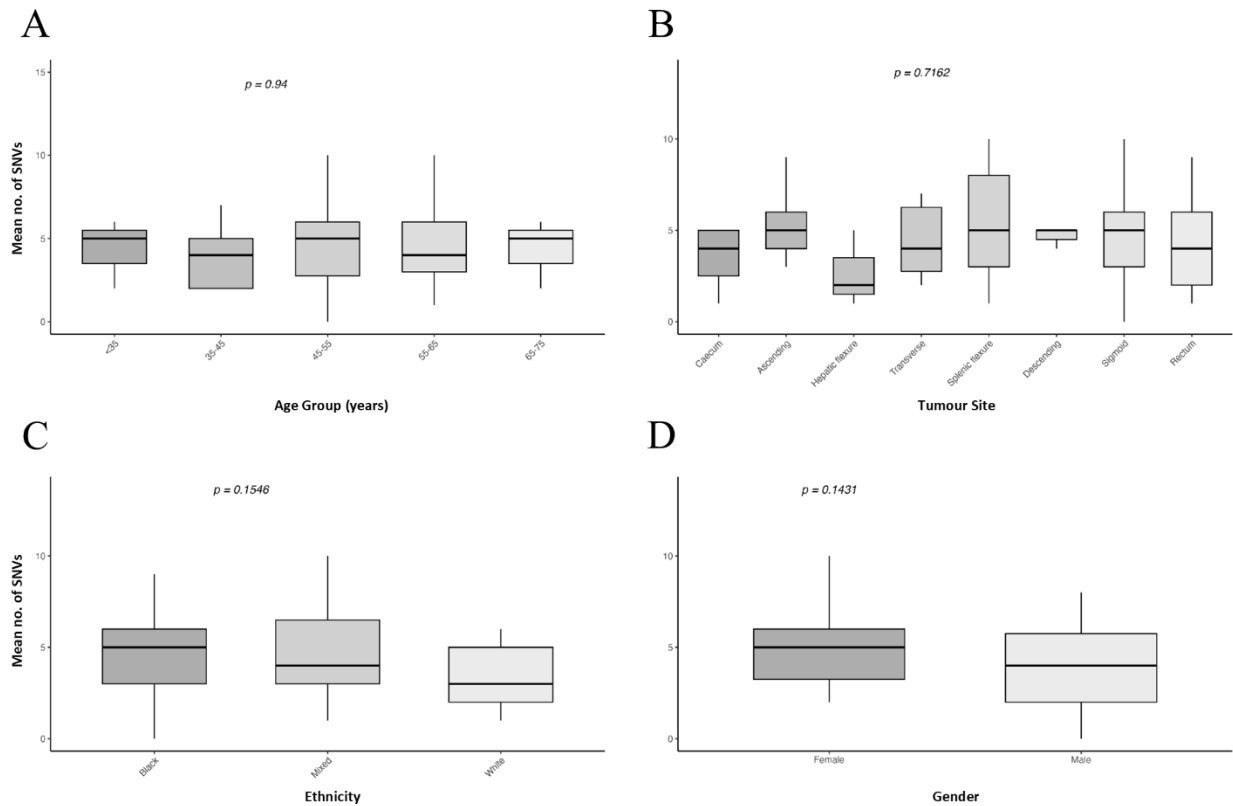 A
p = 0.94
15
10
5
0
Mean no. of SNVs
<35
35-45
45-55
55-65
65-75
Age Group (years)
B
p = 0.7162
10
5
0
Caecum
Ascending
Hepatic flexure
Transverse
Splenic flexure
Descending
Sigmoid
Rectum
Tumour Site
C
p = 0.1546
10
5
0
Mean no. of SNVs
Black
Mixed
White
Ethnicity
D
p = 0.1431
10
5
0
Female
Male
Gender